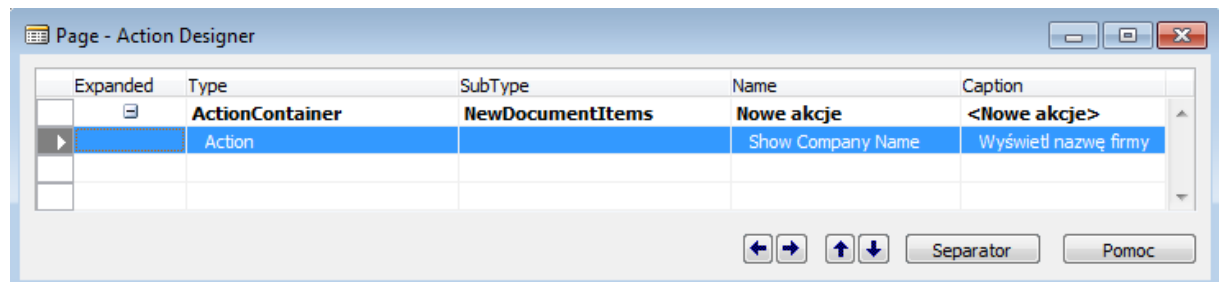 Page - Action Designer
Expanded Type SubType Name Caption
ActionContainer NewDocumentItems Nowe akcje <Nowe akcje>
Action Show Company Name Wyświetl nazwę firmy
Separator Pomoc